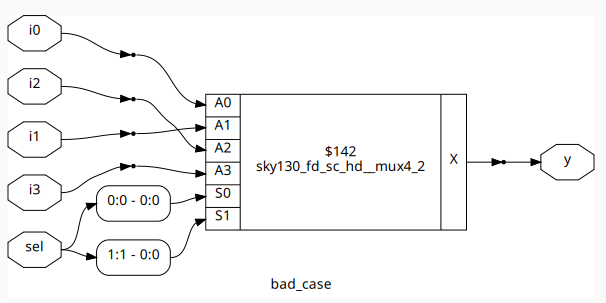 i0
i2
i1
i3
sel
0:0 - 0:0
1:1 - 0:0
A0
A1
A2
A3
S0
S1
$142
sky130_fd_sc_hd__mux4_2
X
y
bad_case